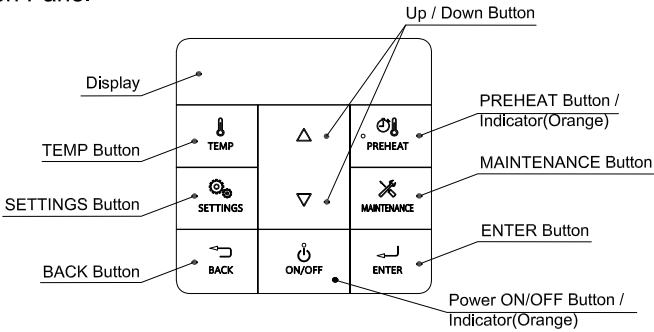 Up / Down Button
Display
PREHEAT Button /
Indicator(Orange)
TEMP
PREHEAT
TEMP Button
MAINTENANCE Button
SETTINGS
MAINTENANCE
SETTINGS Button
ENTER Button
BACK
ON/OFF
ENTER
BACK Button
Power ON/OFF Button /
Indicator(Orange)